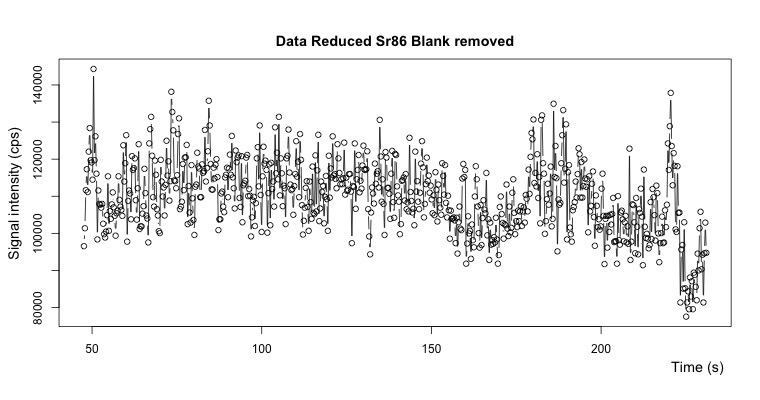 Data Reduced Sr86 Blank removed
Signal intensity (cps)
140000
120000
100000
80000
50 100 150 200
Time (s)